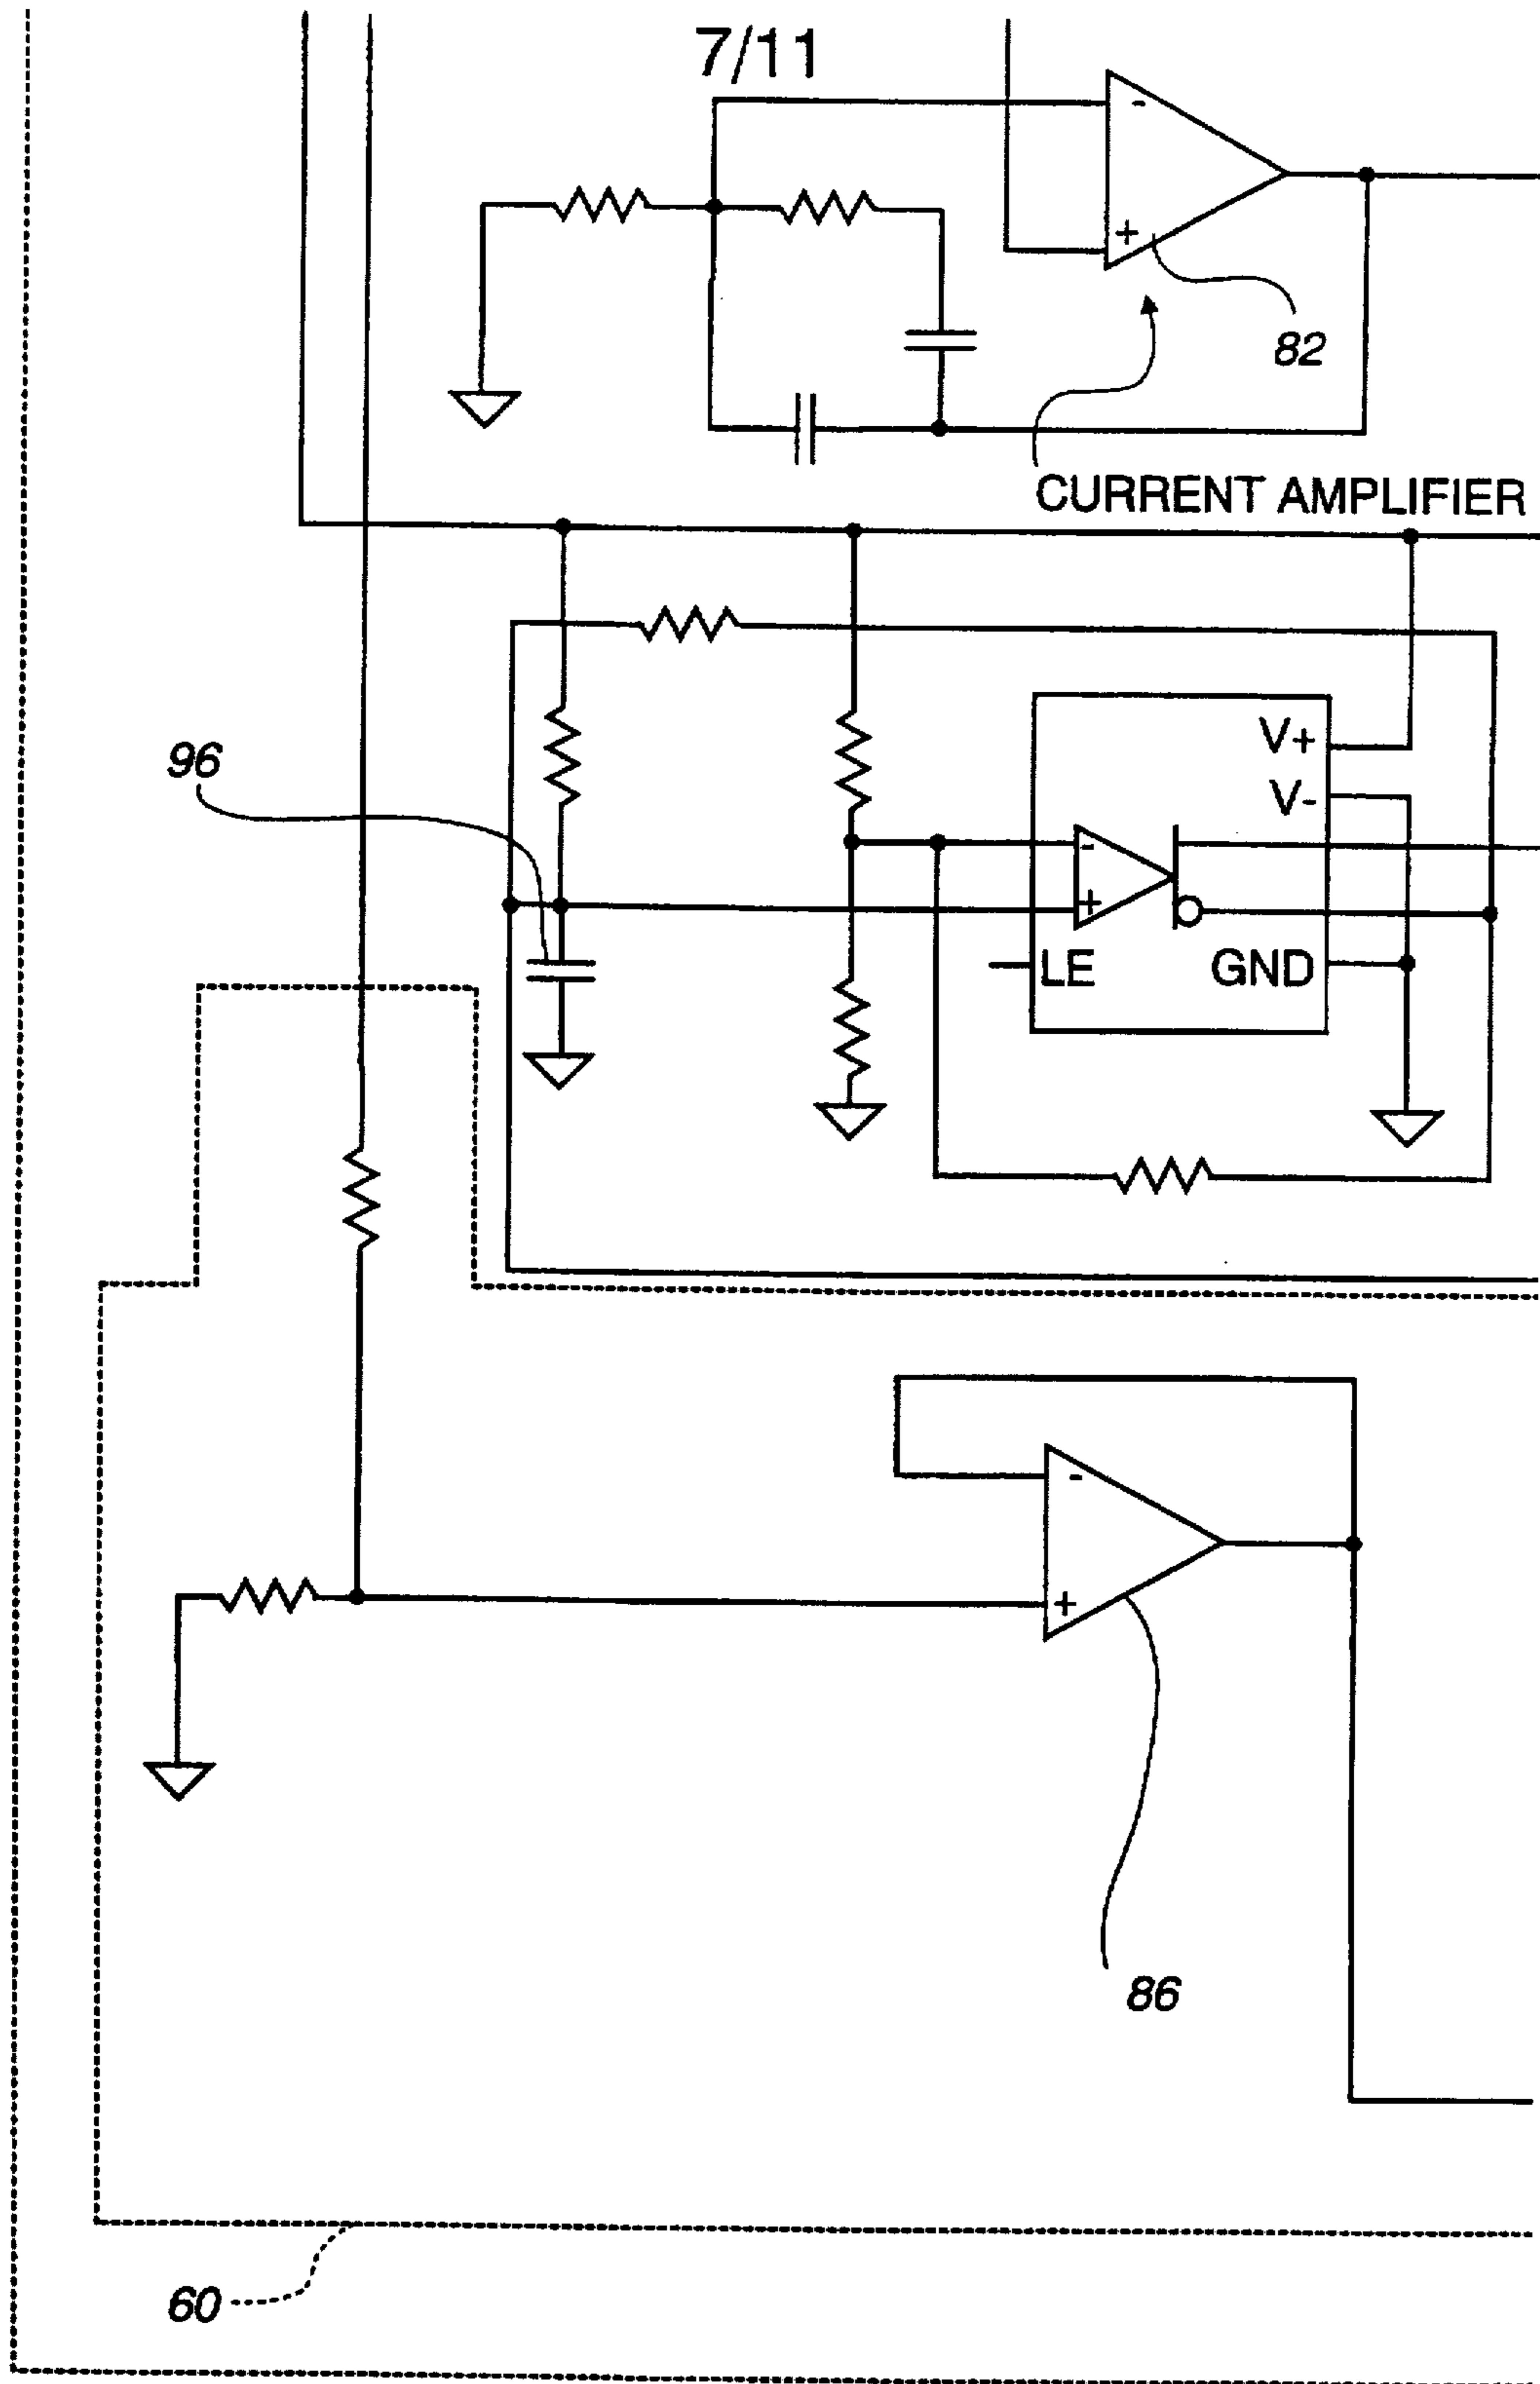 7/11
-
+
82
CURRENT AMPLIFIER
96
V+
V-
-
+
LE
GND
-
+
86
60